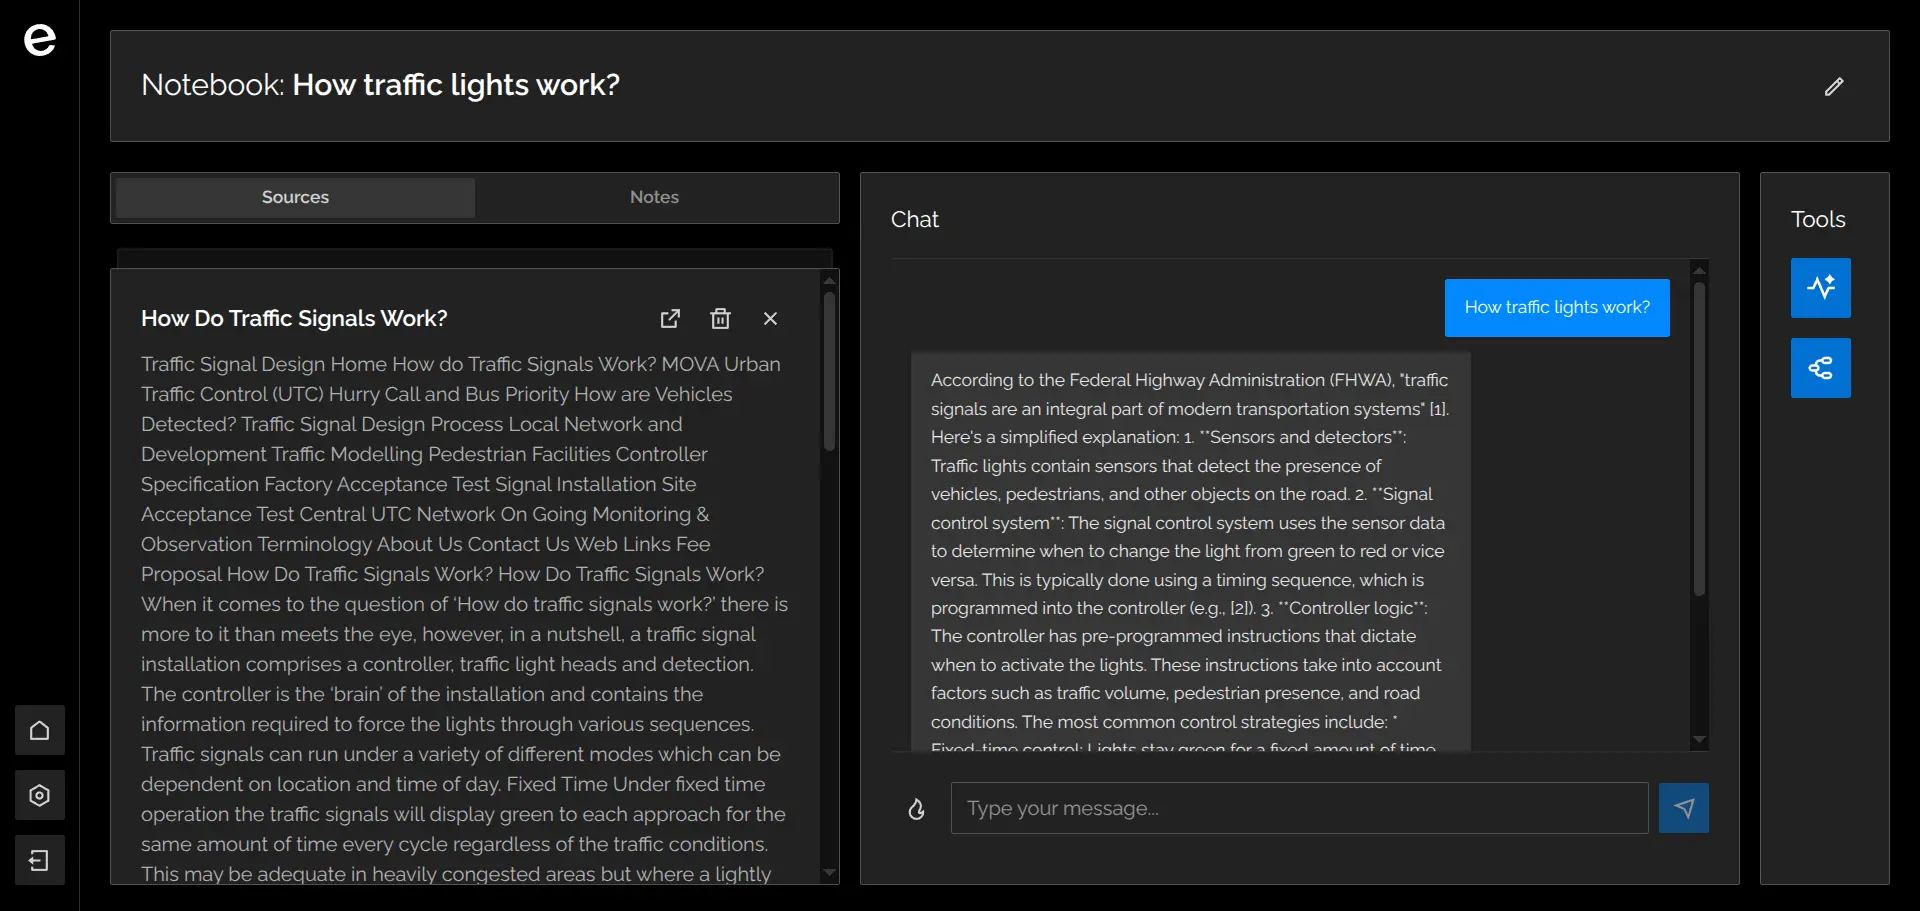 e
Notebook: How traffic lights work?
Sources
Notes
How Do Traffic Signals Work?
Traffic Signal Design Home How do Traffic Signals Work? MOVA Urban
Traffic Control (UTC) Hurry Call and Bus Priority How are Vehicles
Detected? Traffic Signal Design Process Local Network and
Development Traffic Modelling Pedestrian Facilities Controller
Specification Factory Acceptance Test Signal Installation Site
Acceptance Test Central UTC Network On Going Monitoring &
Observation Terminology About Us Contact Us Web Links Fee
Proposal How Do Traffic Signals Work? How Do Traffic Signals Work?
When it comes to the question of ‘How do traffic signals work?’ there is
more to it than meets the eye, however, in a nutshell, a traffic signal
installation comprises a controller, traffic light heads and detection.
The controller is the ‘brain’ of the installation and contains the
information required to force the lights through various sequences.
Traffic signals can run under a variety of different modes which can be
dependent on location and time of day. Fixed Time Under fixed time
operation the traffic signals will display green to each approach for the
same amount of time every cycle regardless of the traffic conditions.
This may be adequate in heavily congested areas but where a lightly
Chat
How traffic lights work?
According to the Federal Highway Administration (FHWA), "traffic
signals are an integral part of modern transportation systems" [1].
Here's a simplified explanation: 1. **Sensors and detectors**:
Traffic lights contain sensors that detect the presence of
vehicles, pedestrians, and other objects on the road. 2. **Signal
control system**: The signal control system uses the sensor data
to determine when to change the light from green to red or vice
versa. This is typically done using a timing sequence, which is
programmed into the controller (e.g., [2]). 3. **Controller logic**:
The controller has pre-programmed instructions that dictate
when to activate the lights. These instructions take into account
factors such as traffic volume, pedestrian presence, and road
conditions. The most common control strategies include: *
Fixed-time control: Lights stay green for a fixed amount of time
Type your message...
Tools